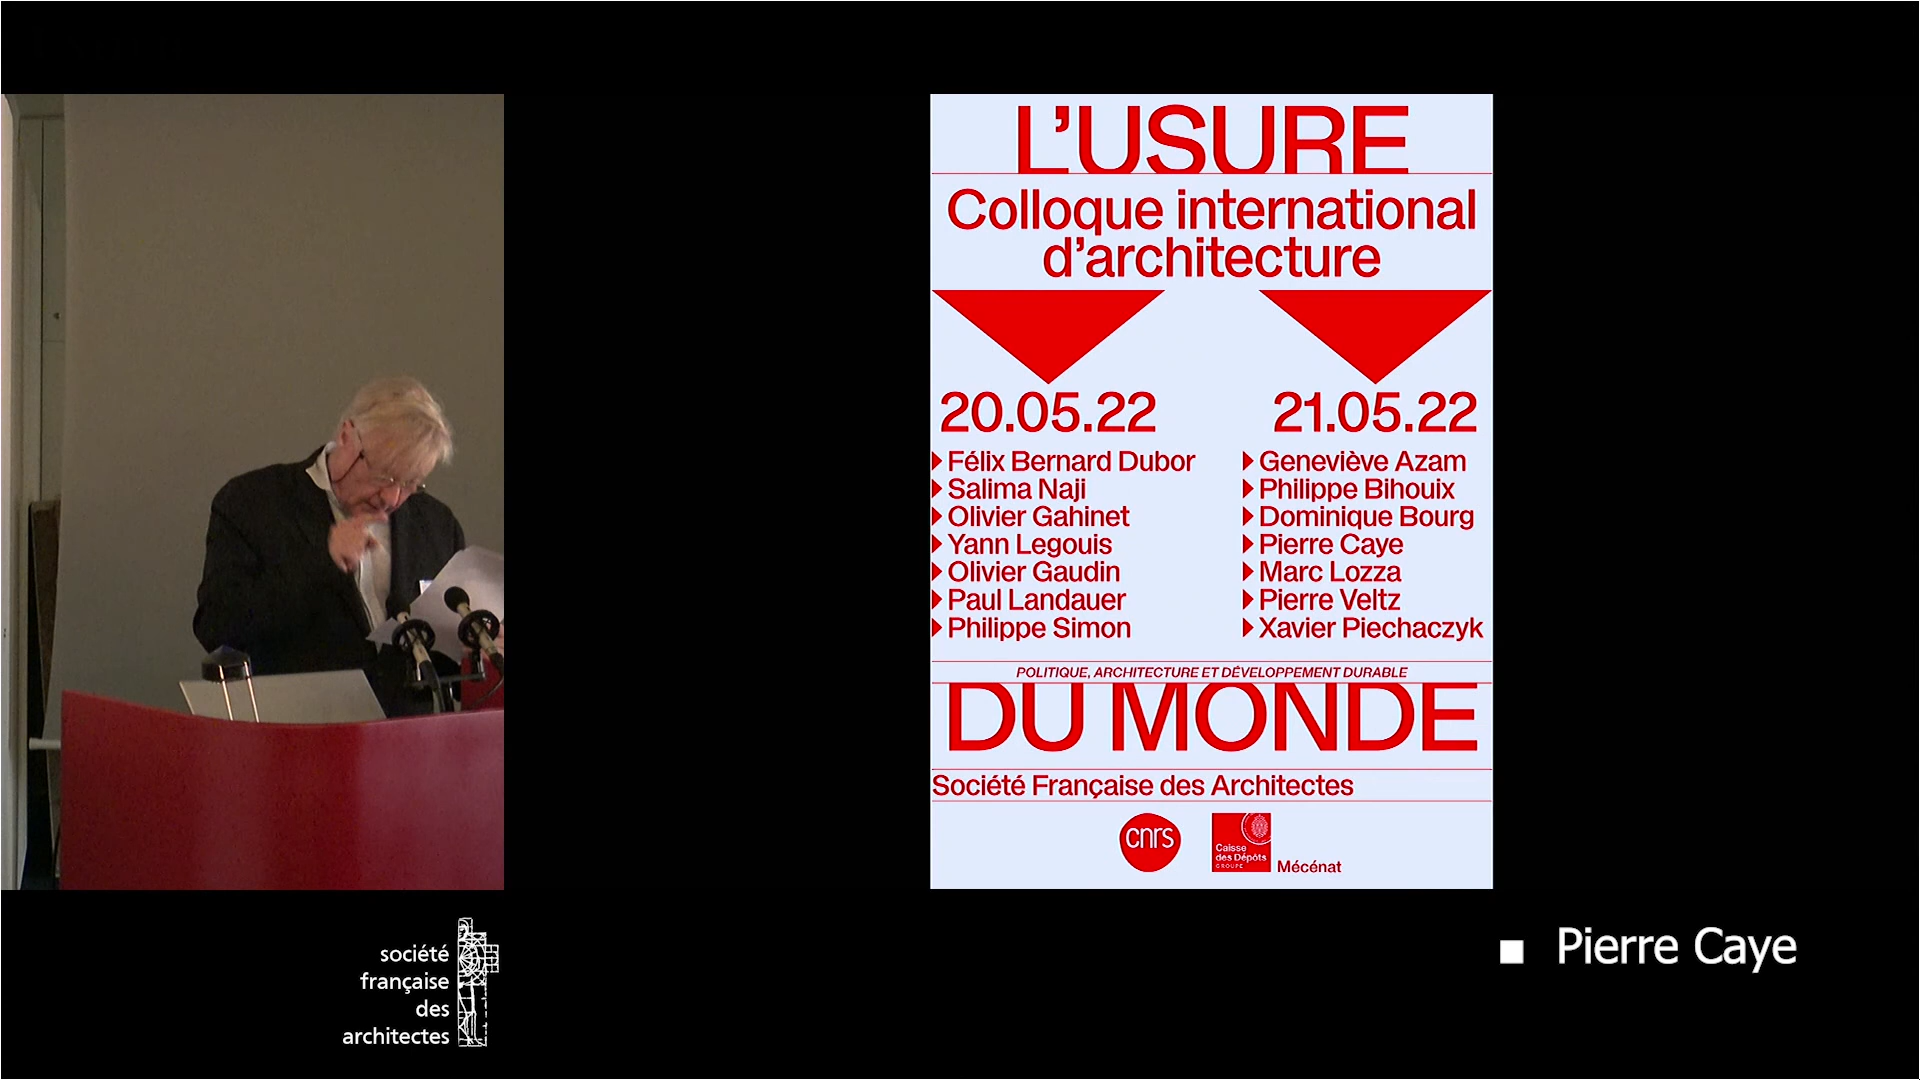 L'USURE
Colloque international
d'architecture
20.05.22
Félix Bernard Dubor
Salima Naji
Olivier Gahinet
Yann Legouis
Olivier Gaudin
Paul Landauer
Philippe Simon
21.05.22
Geneviève Azam
Philippe Bihouix
Dominique Bourg
Pierre Caye
Marc Lozza
Pierre Veltz
Xavier Piechaczyk
POLITIQUE, ARCHITECTURE ET DÉVELOPPEMENT DURABLE
DU MONDE
Société Française des Architectes
cnrs
Caisse
des Dépôts
GROUPE
Mécénat
société
française
des
architectes
Pierre Caye